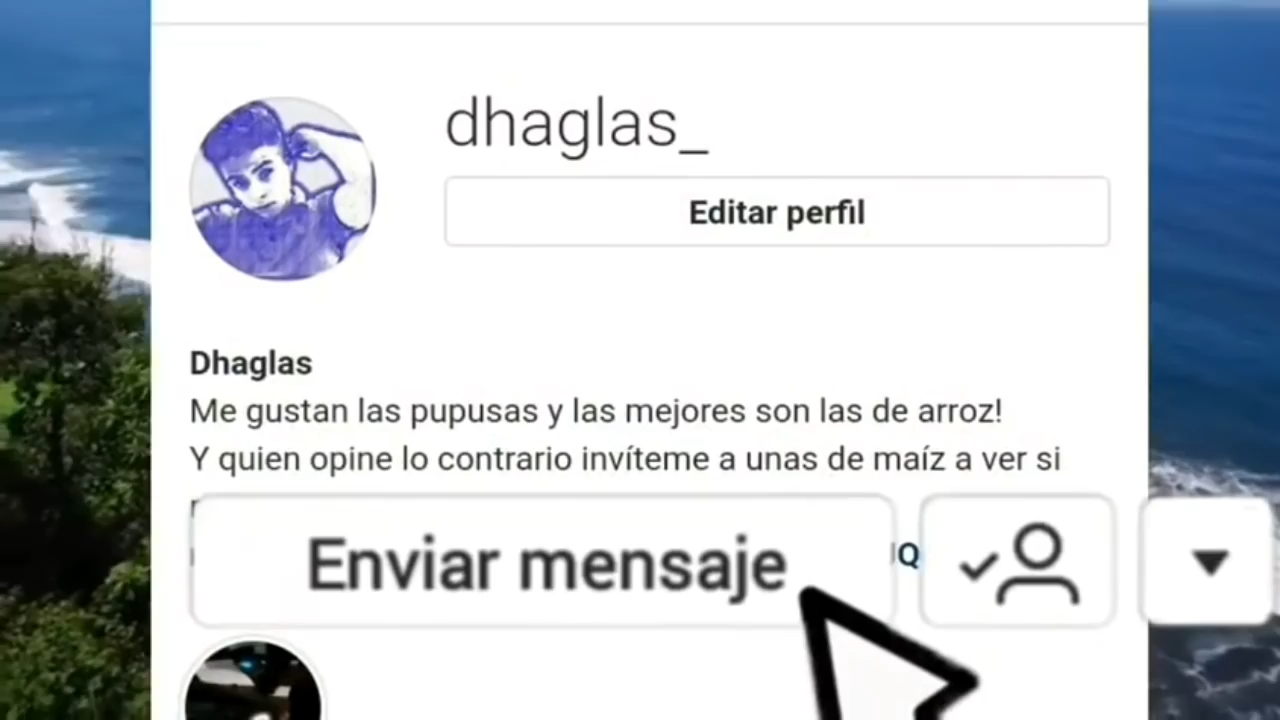 dhaglas_
Editar perfil
Dhaglas
Me gustan las pupusas y las mejores son las de arroz!
Y quien opine lo contrario invíteme a unas de maíz a ver si
Enviar mensaje